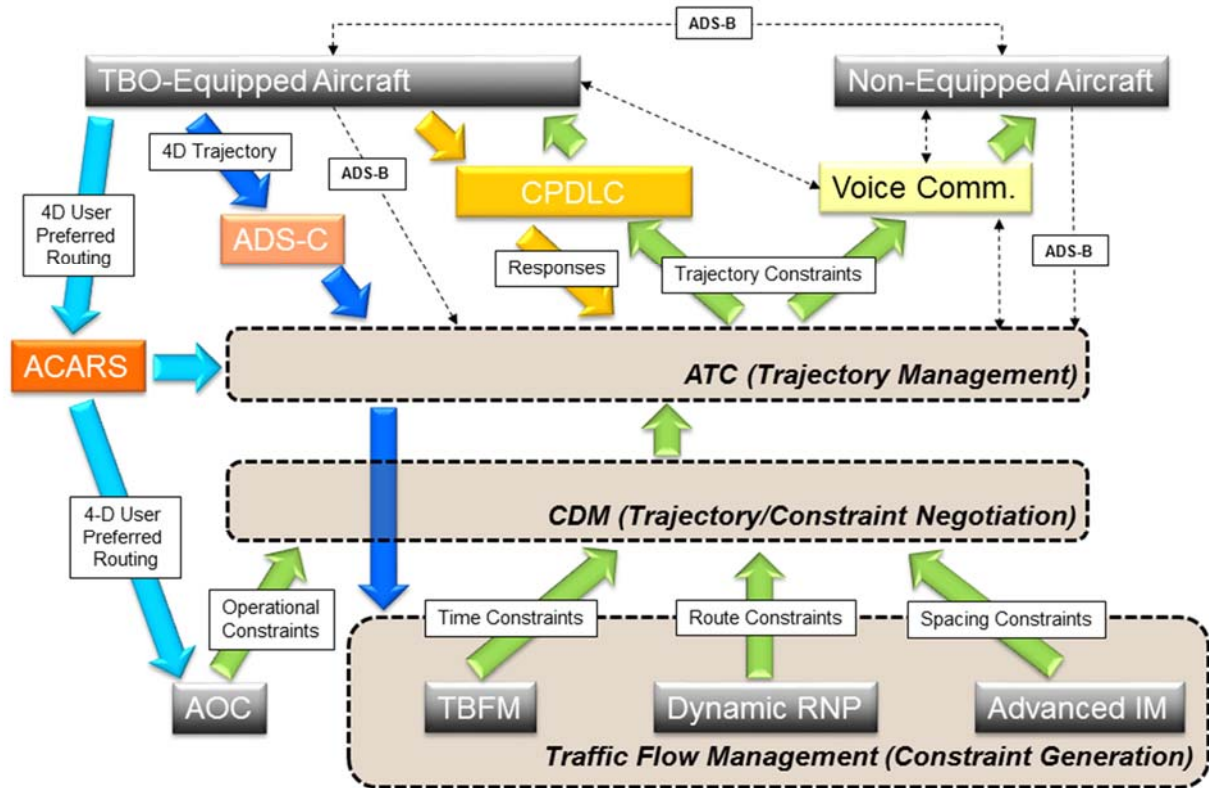 ADS-B
TBO-Equipped Aircraft
Non-Equipped Aircraft
4D Trajectory
ADS-B
CPDLC
Voice Comm.
4D User
Preferred
Routing
ADS-C
Responses
Trajectory Constraints
ADS-B
ACARS
ATC (Trajectory Management)
CDM (Trajectory/Constraint Negotiation)
4-D User
Preferred
Routing
Operational
Constraints
Time Constraints
Route Constraints
Spacing Constraints
AOC
TBFM
Dynamic RNP
Advanced IM
Traffic Flow Management (Constraint Generation)